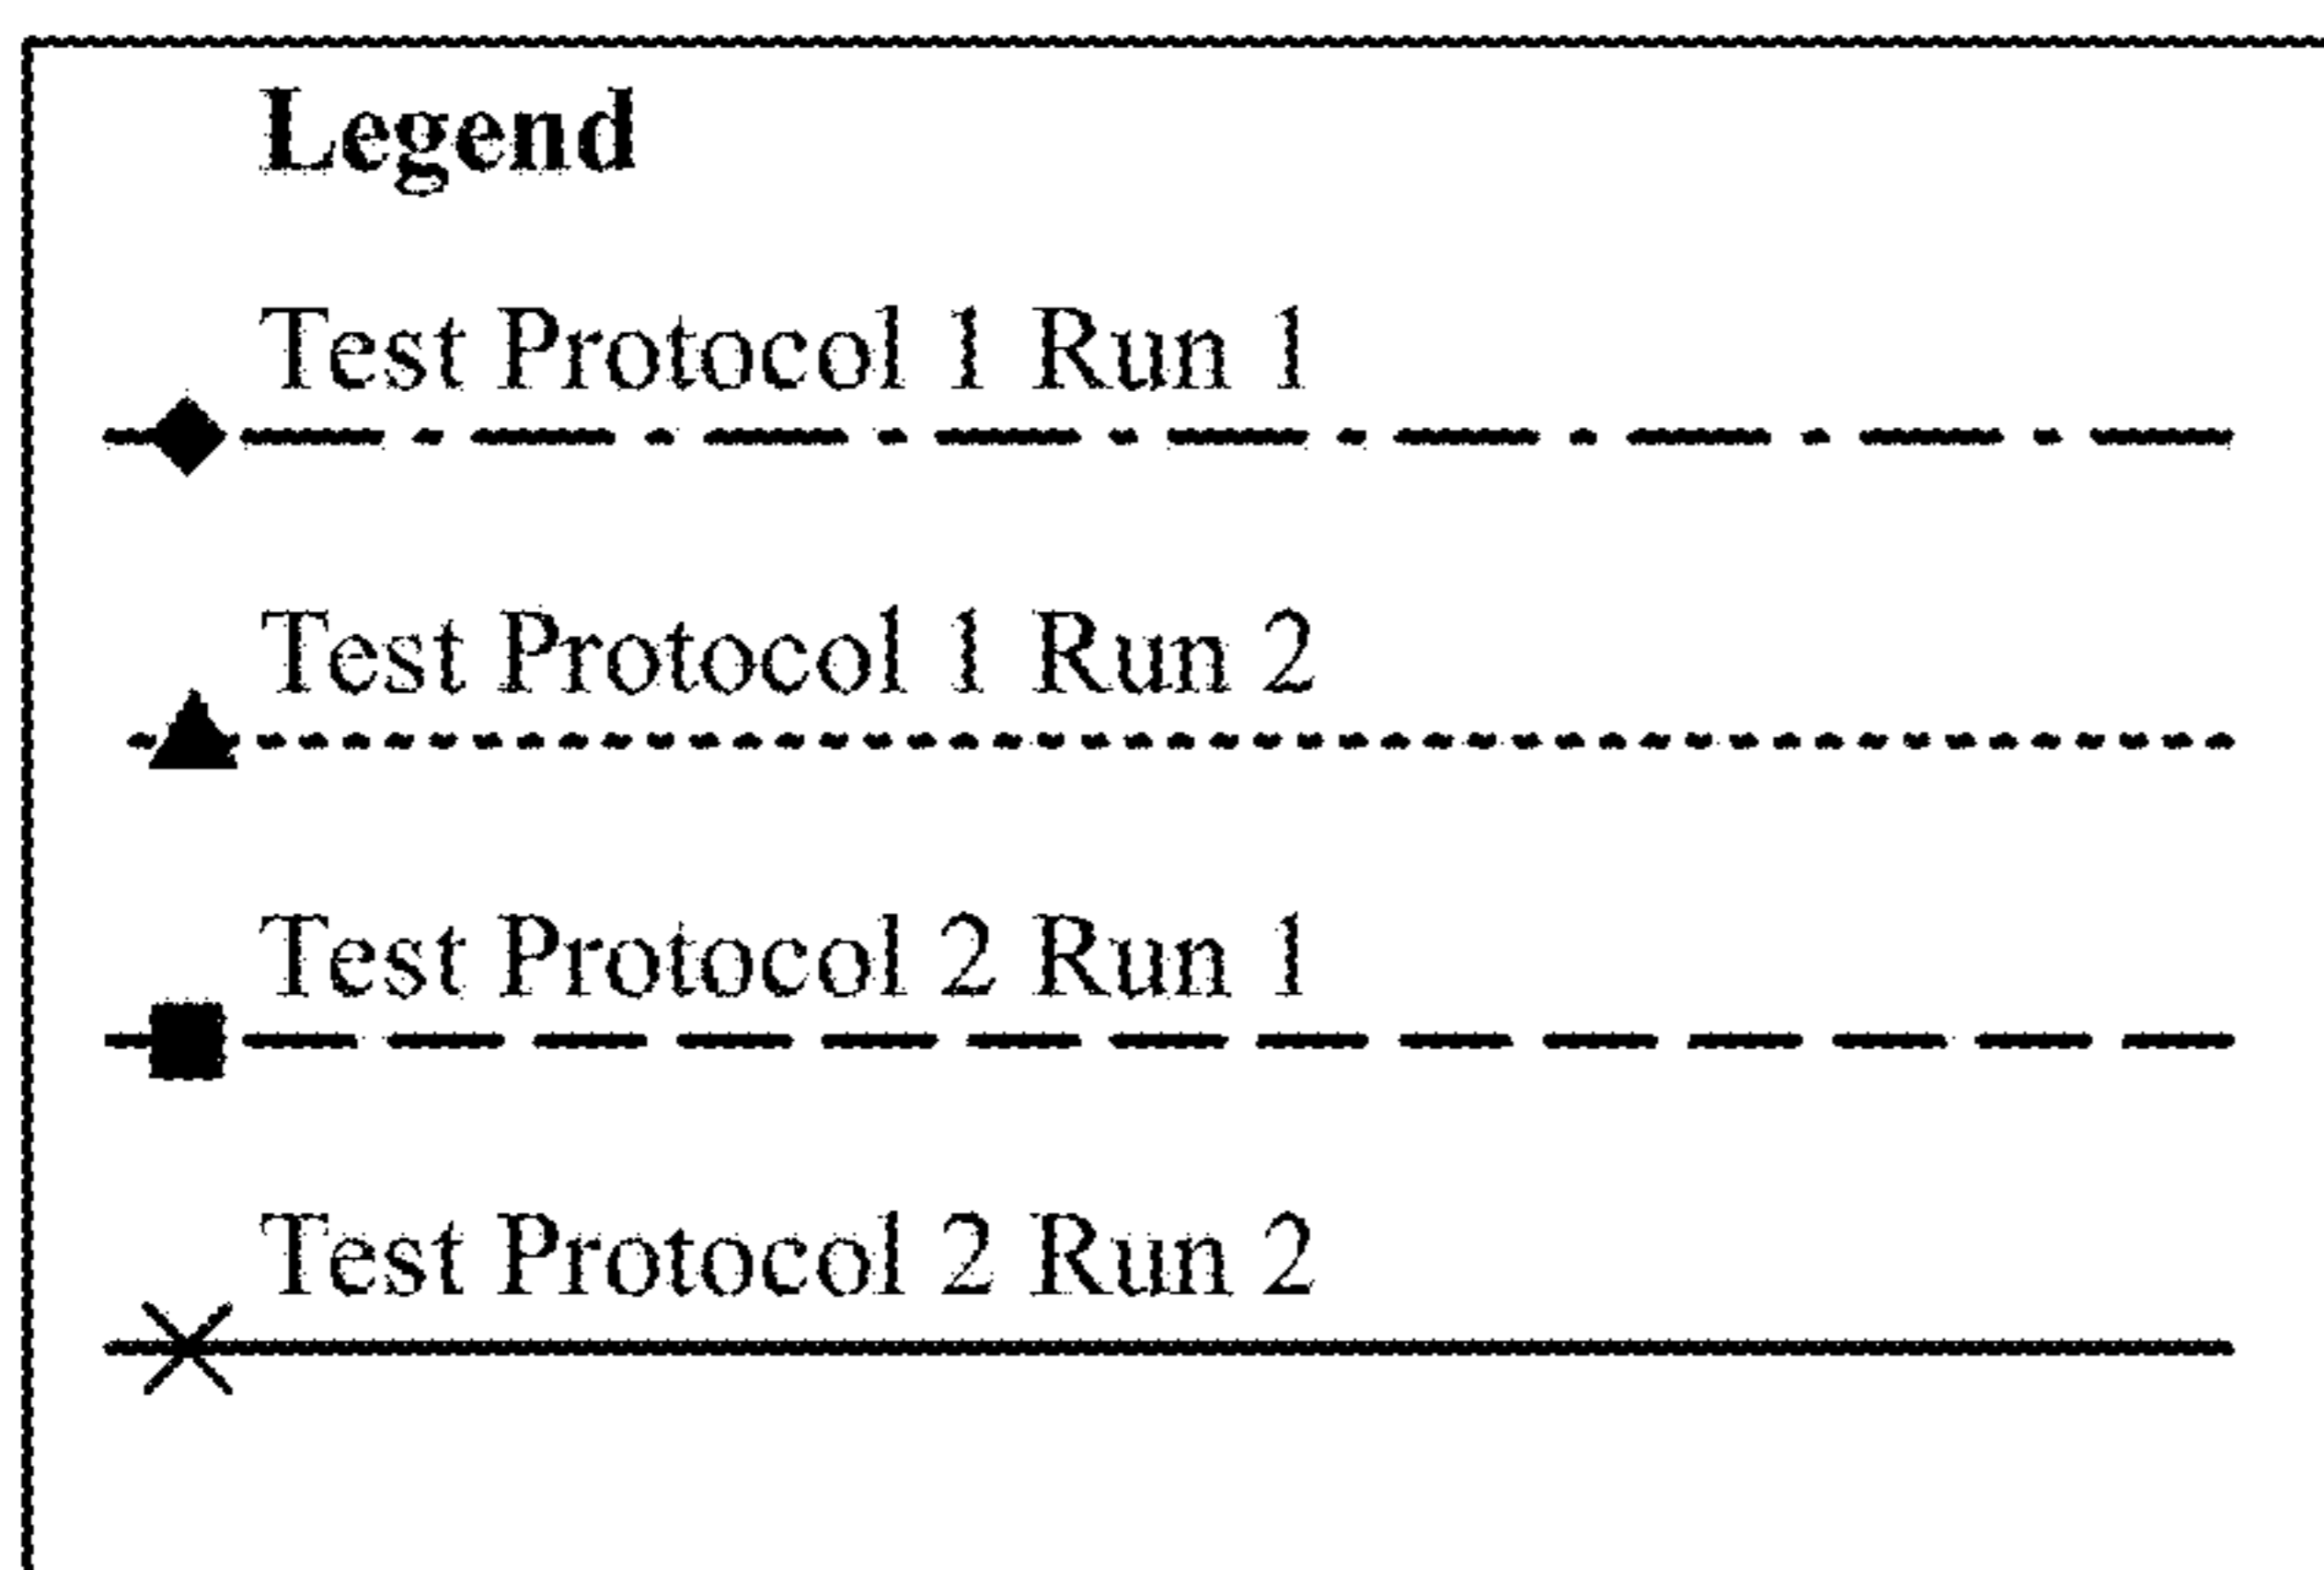 Legend
Test Protocol 1 Run 1
Test Protocol 1 Run 2
Test Protocol 2 Run 1
Test Protocol 2 Run 2